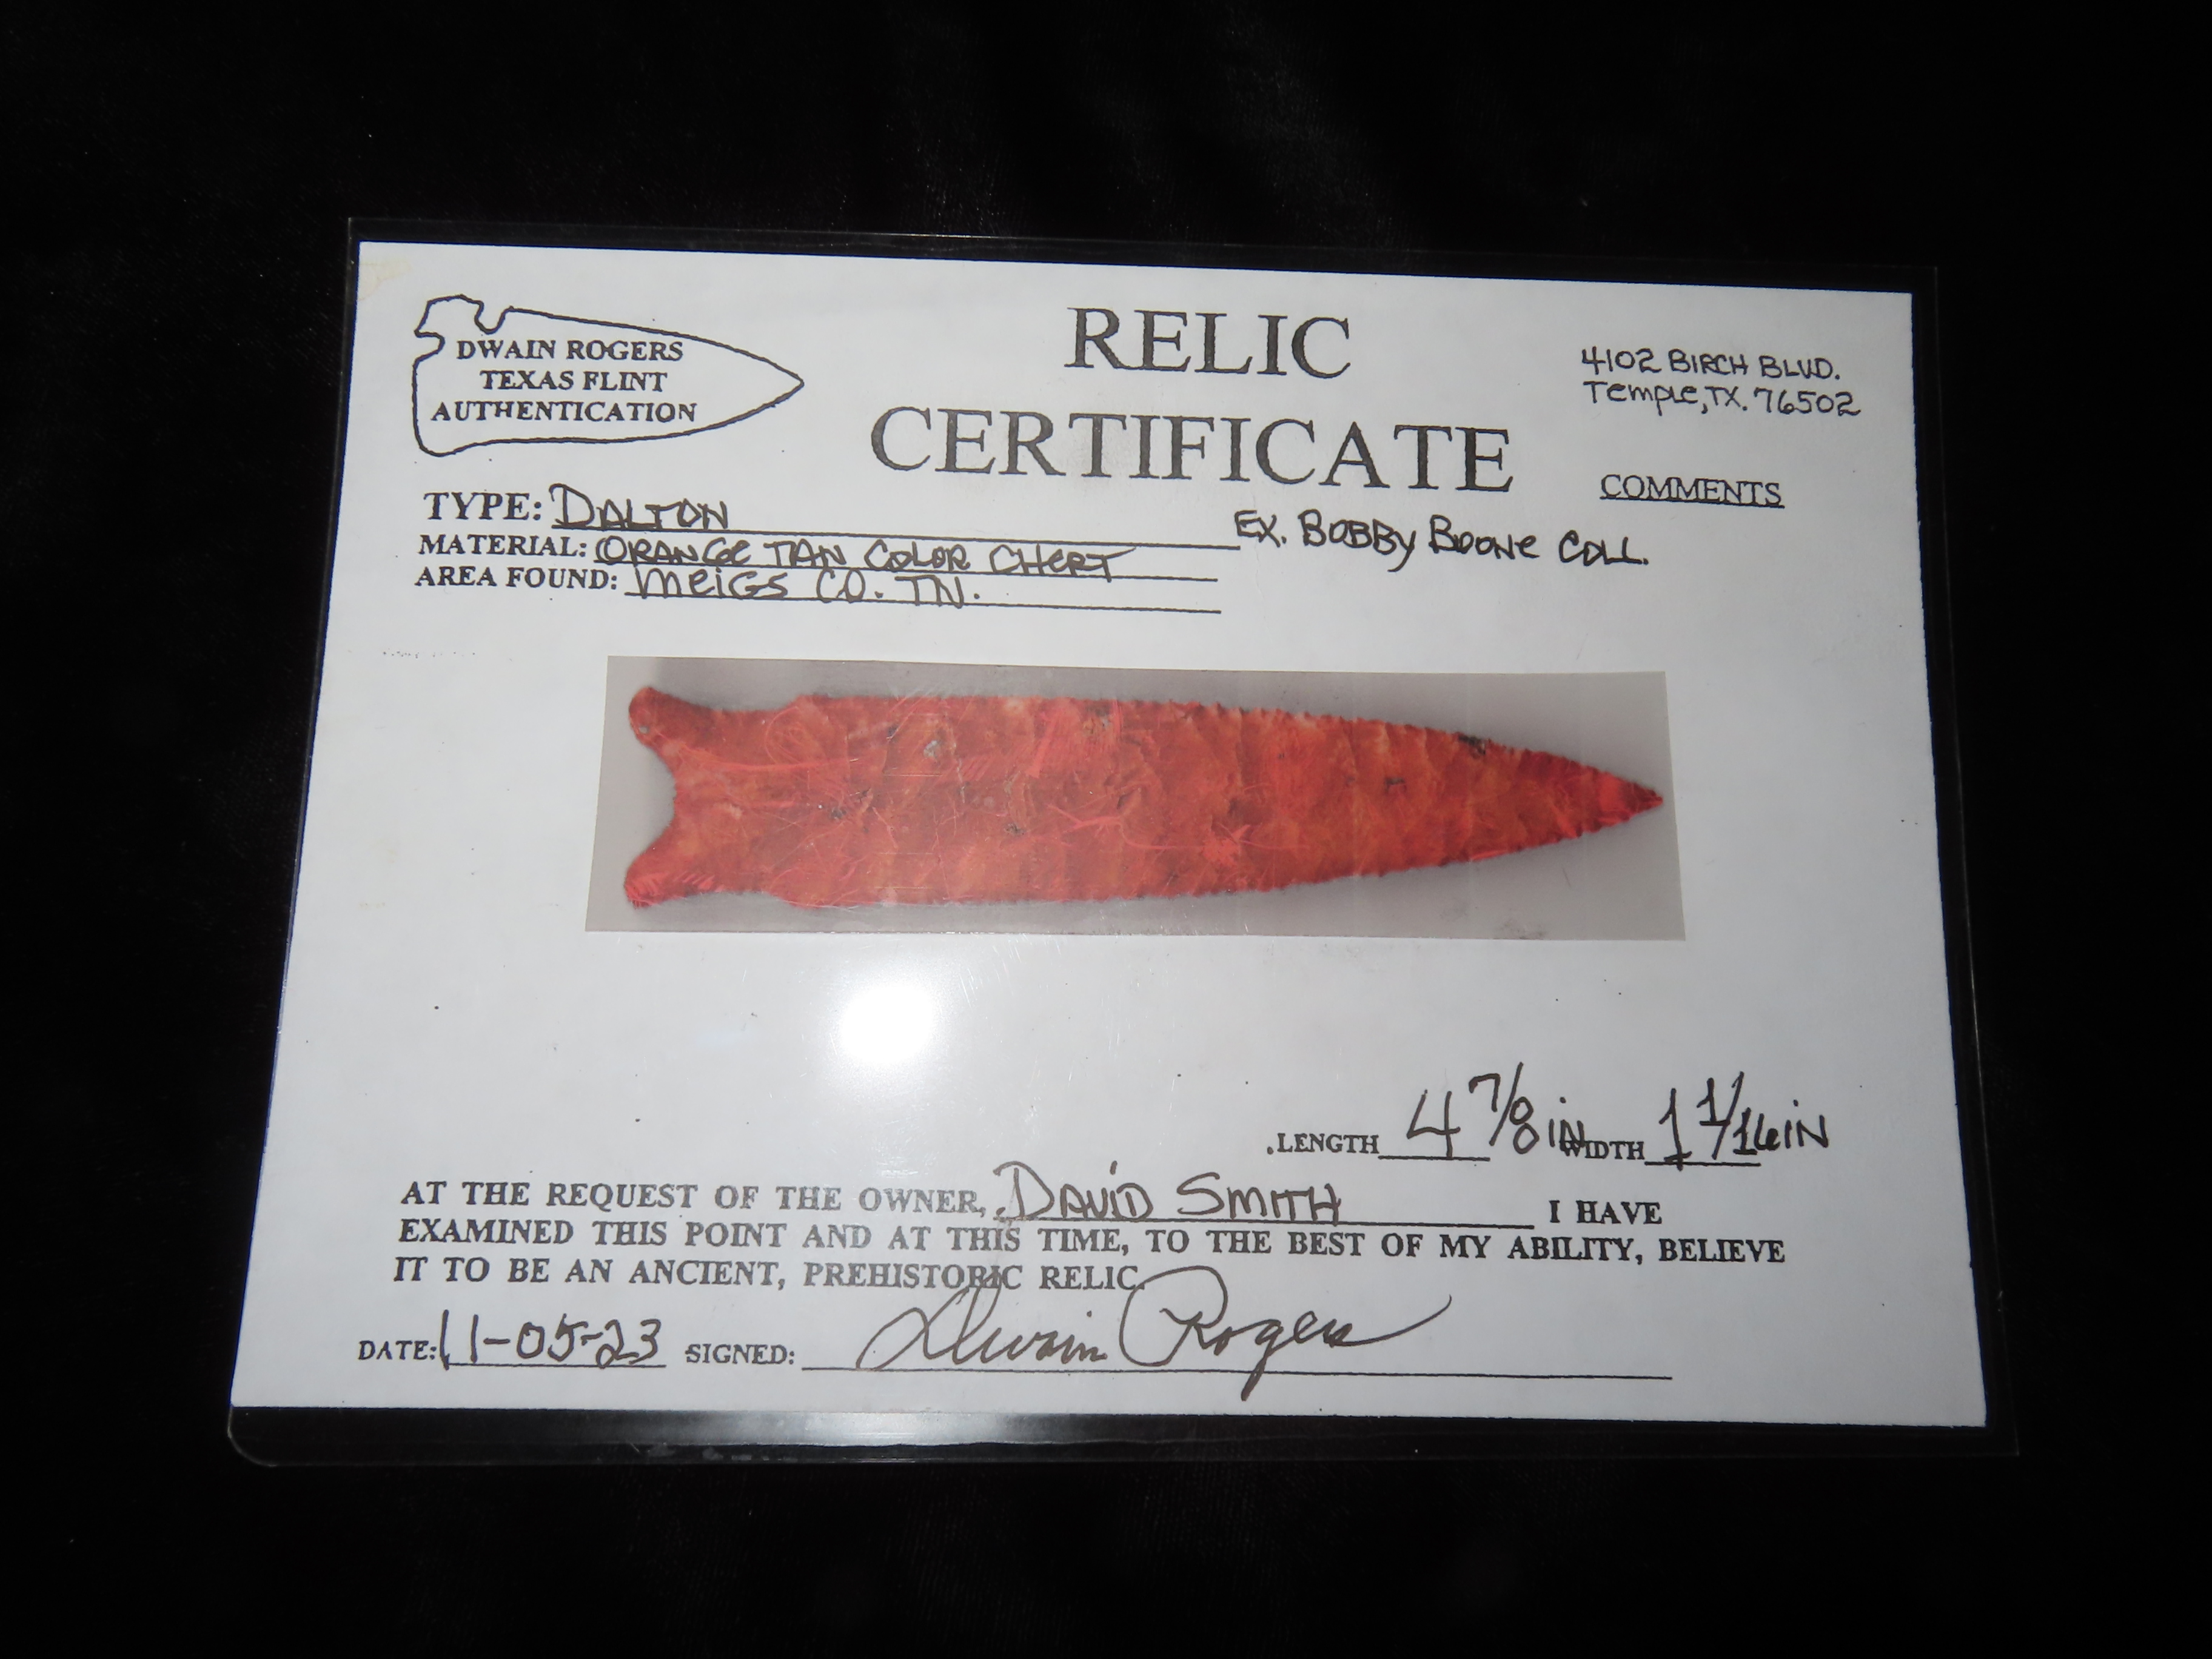 DWAIN ROGERS
TEXAS FLINT
AUTHENTICATION
RELIC
CERTIFICATE
4102 BIRCH BLVD.
Temple, TX. 76502
COMMENTS
TYPE: DALTON
EX. BOBBY BOONE COLL.
MATERIAL: ORANGE TAN COLOR CHERT
AREA FOUND: MEIGS CO. TN.
.LENGTH 4 7/8 IN WIDTH 1 1/16 IN
AT THE REQUEST OF THE OWNER, DAVID SMITH I HAVE
EXAMINED THIS POINT AND AT THIS TIME, TO THE BEST OF MY ABILITY, BELIEVE
IT TO BE AN ANCIENT, PREHISTORIC RELIC.
DATE: 11-05-23 SIGNED: Dwain Rogers